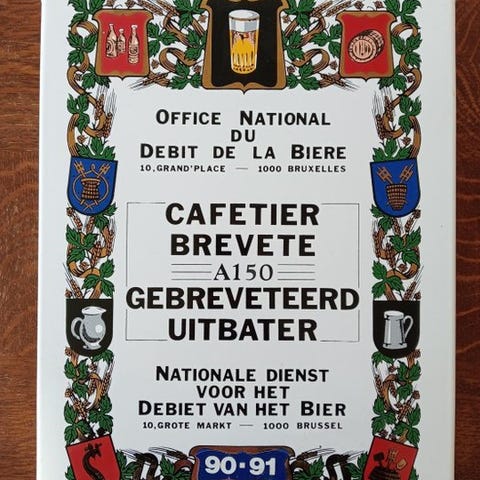 OFFICE NATIONAL
DU
DEBIT DE LA BIERE
10,GRAND'PLACE — 1000 BRUXELLES
CAFETIER
BREVETE
A150
GEBREVETEERD
UITBATER
NATIONALE DIENST
VOOR HET
DEBIET VAN HET BIER
10,GROTE MARKT — 1000 BRUSSEL
90-91